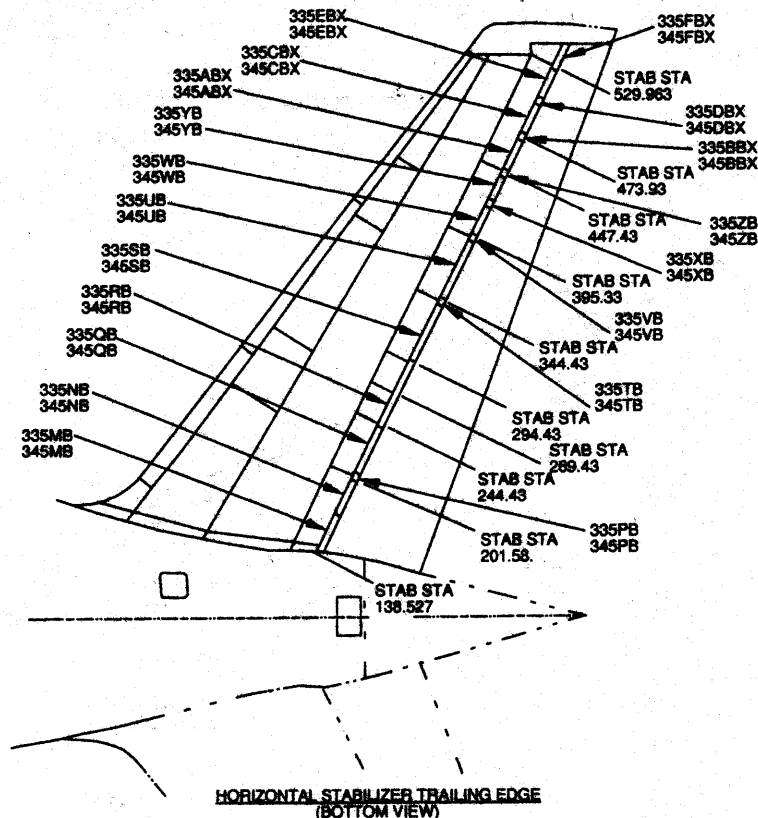 335EBX
345EBX
335FBX
345FBX
335CBX
345CBX
335ABX
345ABX
STAB STA
529.963
335YB
345YB
335DBX
345DBX
335BBX
345BBX
335WB
345WB
STAB STA
473.93
335UB
345UB
STAB STA
447.43
335ZB
345ZB
335SB
345SB
335XB
345XB
STAB STA
395.33
335RB
345RB
335VB
345VB
335QB
345QB
STAB STA
344.43
335NB
345NB
335TB
345TB
STAB STA
294.43
335MB
345MB
STAB STA
269.43
STAB STA
244.43
335PB
345PB
STAB STA
201.58.
STAB STA
138.527
HORIZONTAL STABILIZER TRAILING EDGE
(BOTTOM VIEW)